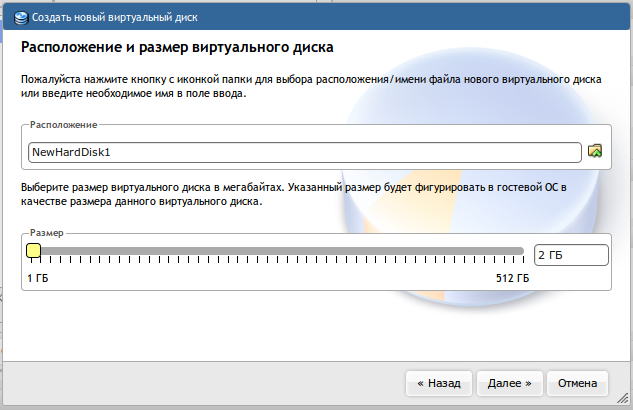 Создать новый виртуальный диск
Расположение и размер виртуального диска
Пожалуйста нажмите кнопку с иконкой папки для выбора расположения/имени файла нового виртуального диска
или введите необходимое имя в поле ввода.
Расположение
NewHardDisk1
Выберите размер виртуального диска в мегабайтах. Указанный размер будет фигурировать в гостевой ОС в
качестве размера данного виртуального диска.
Размер
2 ГБ
1 ГБ
512 ГБ
« Назад
Далее »
Отмена